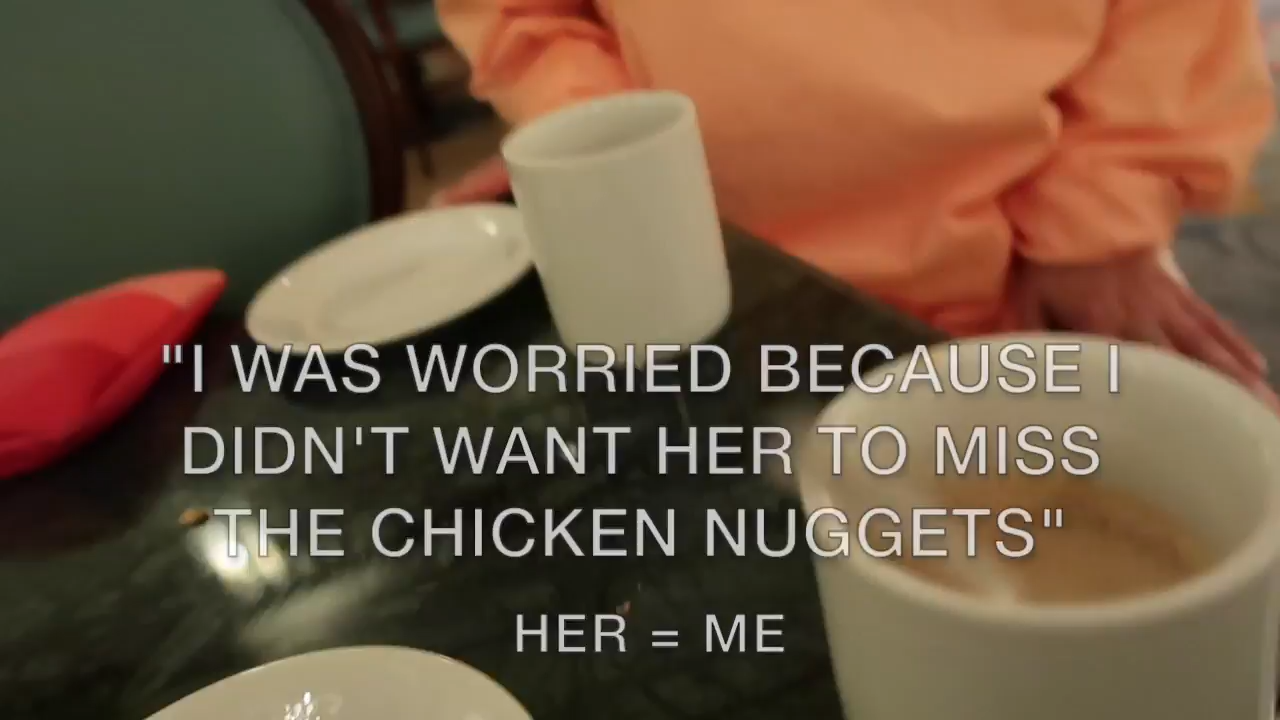 "I WAS WORRIED BECAUSE I
DIDN'T WANT HER TO MISS
THE CHICKEN NUGGETS"
HER = ME